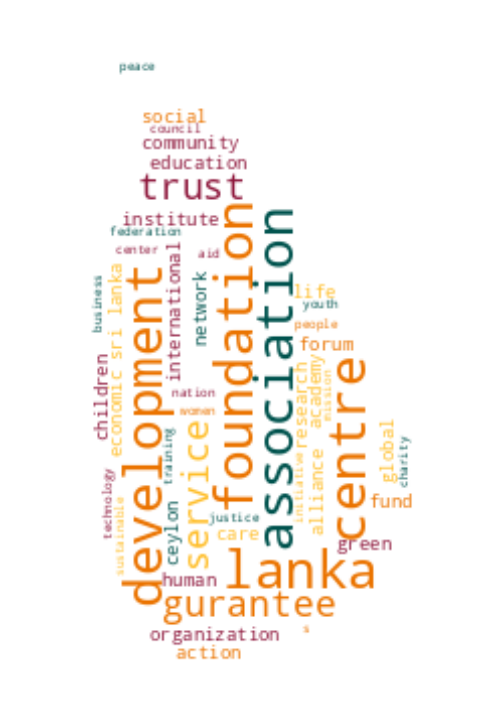 peace
social
council
community
education
trust
institute
federation
center
aid
foundation
association
international
development
network
business
sri lanka
economic
life
youth
people
forum
children
research
academy
mission
centre
nation
women
service
training
technology
sustainable
ceylon
initiative
alliance
global
charity
fund
justice
care
green
human
lanka
gurantee
organization
s
action